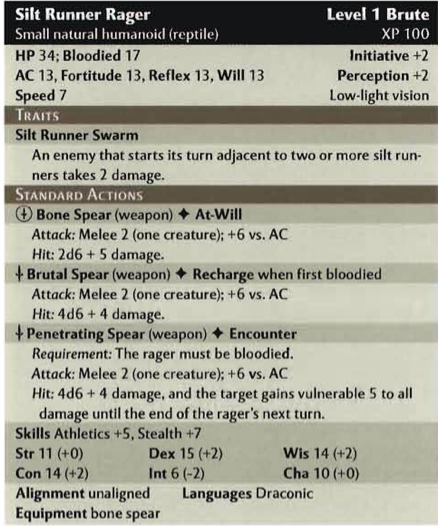 Silt Runner Rager Level 1 Brute
Small natural humanoid (reptile) XP 100
HP 34; Bloodied 17 Initiative +2
AC 13, Fortitude 13, Reflex 13, Will 13 Perception +2
Speed 7 Low-light vision
TRAITS
Silt Runner Swarm
An enemy that starts its turn adjacent to two or more silt run-
ners takes 2 damage.
STANDARD ACTIONS
Bone Spear (weapon) ✦ At-Will
Attack: Melee 2 (one creature); +6 vs. AC
Hit: 2d6 + 5 damage.
Brutal Spear (weapon) ✦ Recharge when first bloodied
Attack: Melee 2 (one creature); +6 vs. AC
Hit: 4d6 + 4 damage.
Penetrating Spear (weapon) ✦ Encounter
Requirement: The rager must be bloodied.
Attack: Melee 2 (one creature); +6 vs. AC
Hit: 4d6 + 4 damage, and the target gains vulnerable 5 to all
damage until the end of the rager's next turn.
Skills Athletics +5, Stealth +7
Str 11 (+0) Dex 15 (+2) Wis 14 (+2)
Con 14 (+2) Int 6 (-2) Cha 10 (+0)
Alignment unaligned Languages Draconic
Equipment bone spear